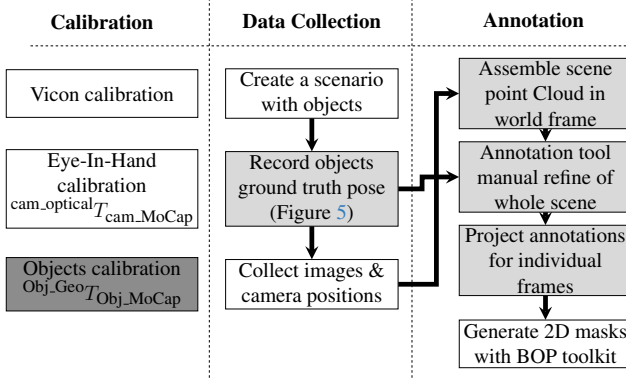 Calibration
Vicon calibration
Eye-In-Hand
calibration
cam_optical T cam_MoCap
Objects calibration
Obj_Geo T Obj_MoCap
Data Collection
Create a scenario
with objects
Record objects
ground truth pose
(Figure 5)
Collect images &
camera positions
Annotation
Assemble scene
point Cloud in
world frame
Annotation tool
manual refine of
whole scene
Project annotations
for individual
frames
Generate 2D masks
with BOP toolkit